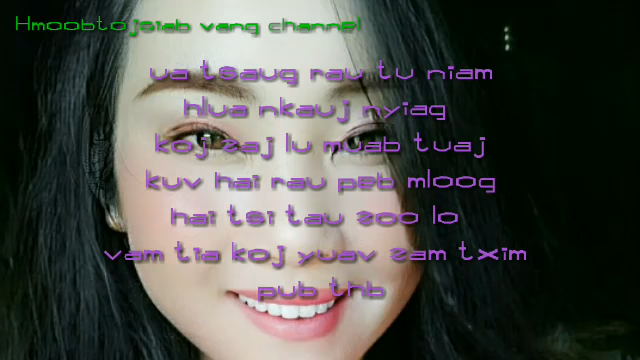 Hmoobtojsiab vang channel
ua tsaug rau tu niam
hlua nkauj nyiag
koj zaj lu muab tuaj
kuv hai rau peb mloog
hai tsi tau zoo lo
vam tia koj yuav zam txim
pub thb